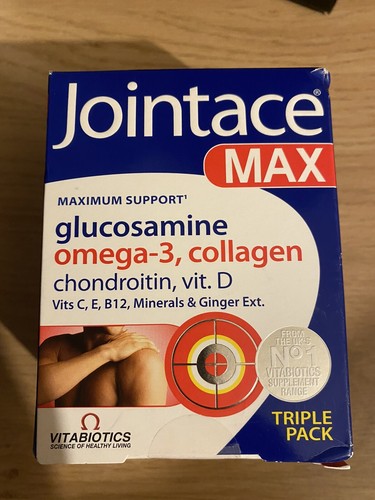 Jointace®
MAX
MAXIMUM SUPPORT¹
glucosamine
omega-3, collagen
chondroitin, vit. D
Vits C, E, B12, Minerals & Ginger Ext.
FROM
THE UK'S
Nº1
VITABIOTICS
SUPPLEMENT
RANGE
TRIPLE
PACK
VITABIOTICS
SCIENCE OF HEALTHY LIVING